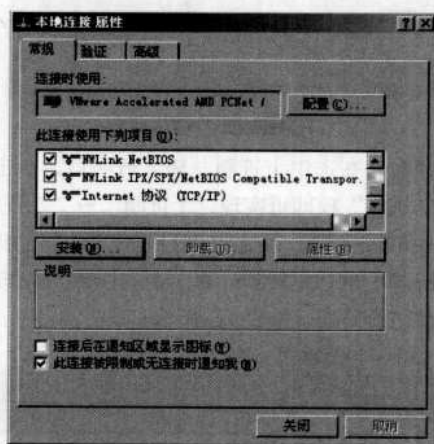 本地连接 属性
常规 验证 高级
连接时使用:
VMware Accelerated AMD PCNet
配置(C)...
此连接使用下列项目(O):
NWLink NetBIOS
NWLink IPX/SPX/NetBIOS Compatible Transpor.
Internet 协议 (TCP/IP)
安装(N)... 卸载(U) 属性(R)
说明
连接后在通知区域显示图标(W)
此连接被限制或无连接时通知我(M)
关闭 取消